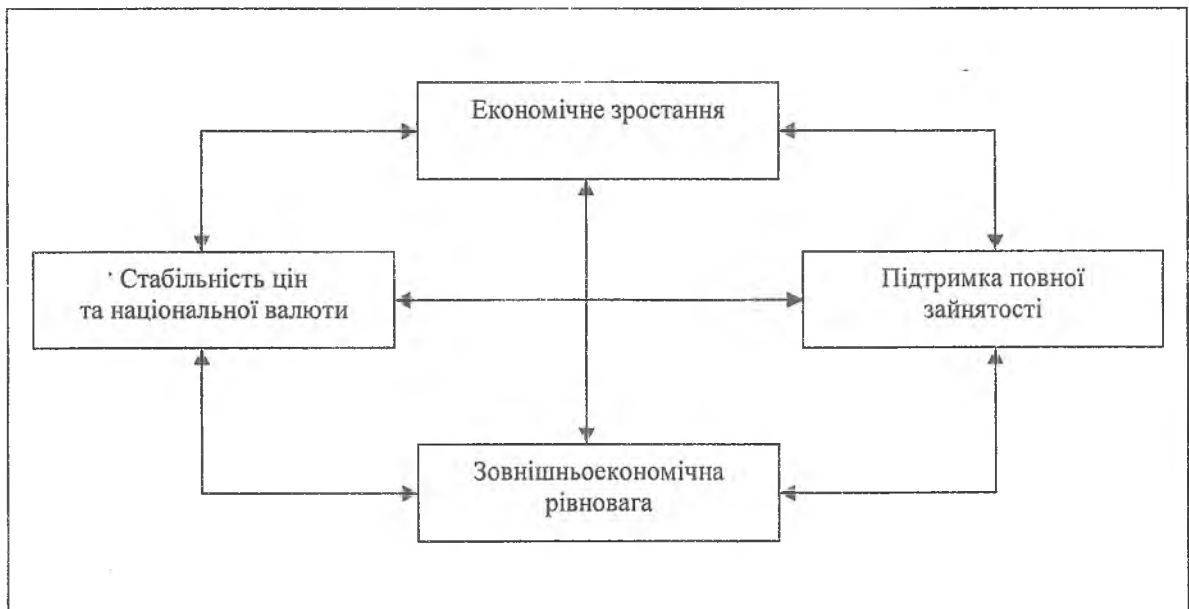 Економічне зростання
Стабільність цін
та національної валюти
Підтримка повної
зайнятості
Зовнішньоекономічна
рівновага